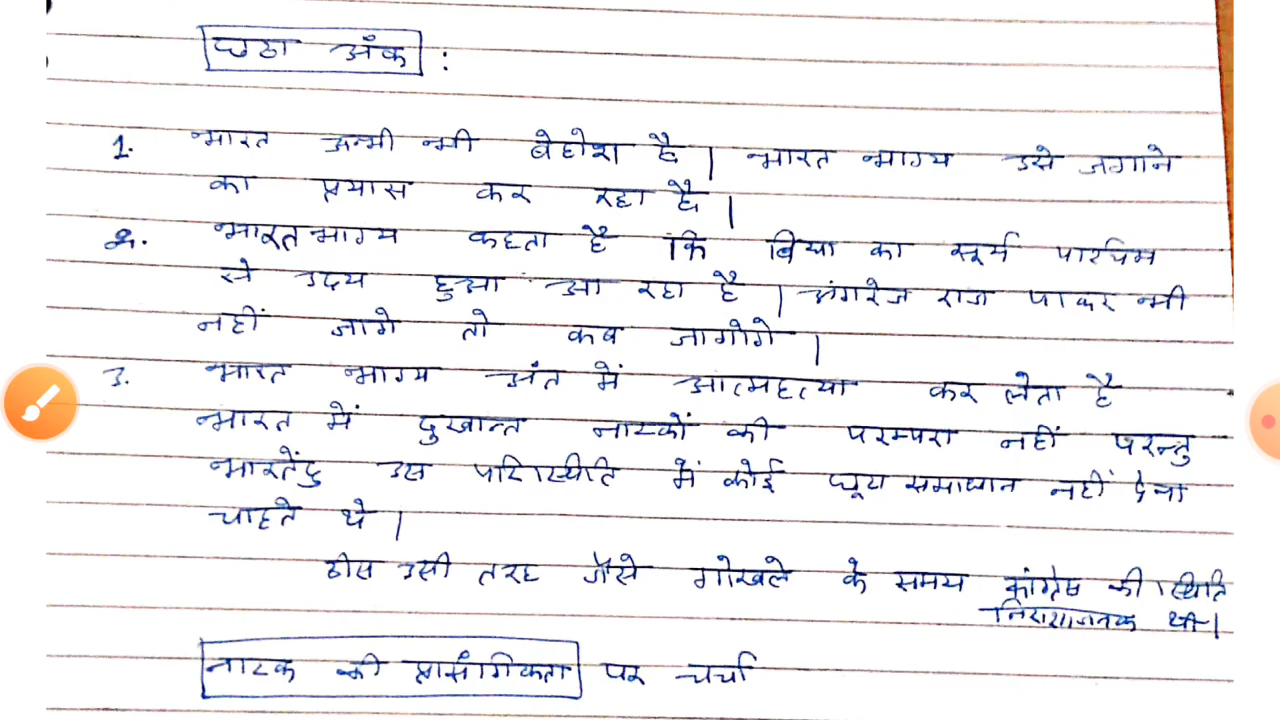 छठा अंक :
1. भारत अभी भी बेहोश है । भारत भाग्य उसे जगाने
का प्रयास कर रहा है ।
2. भारत भाग्य कहता है कि विद्या का सूर्य पश्चिम
से उदय हुआ आ रहा है । अंगरेज राज पाकर भी
नहीं जागे तो कब जागोगे ।
3. भारत भाग्य अंत में आत्महत्या कर लेता है
भारत में दुखान्त नाटकों की परम्परा नहीं परन्तु
भारतेंदु उस परिस्थिति में कोई झूठा समाधान नहीं देना
चाहते थे ।
ठीक उसी तरह जैसे गोखले के समय कांग्रेस की स्थिति
निराशाजनक थी ।
नाटक की प्रासंगिकता पर चर्चा